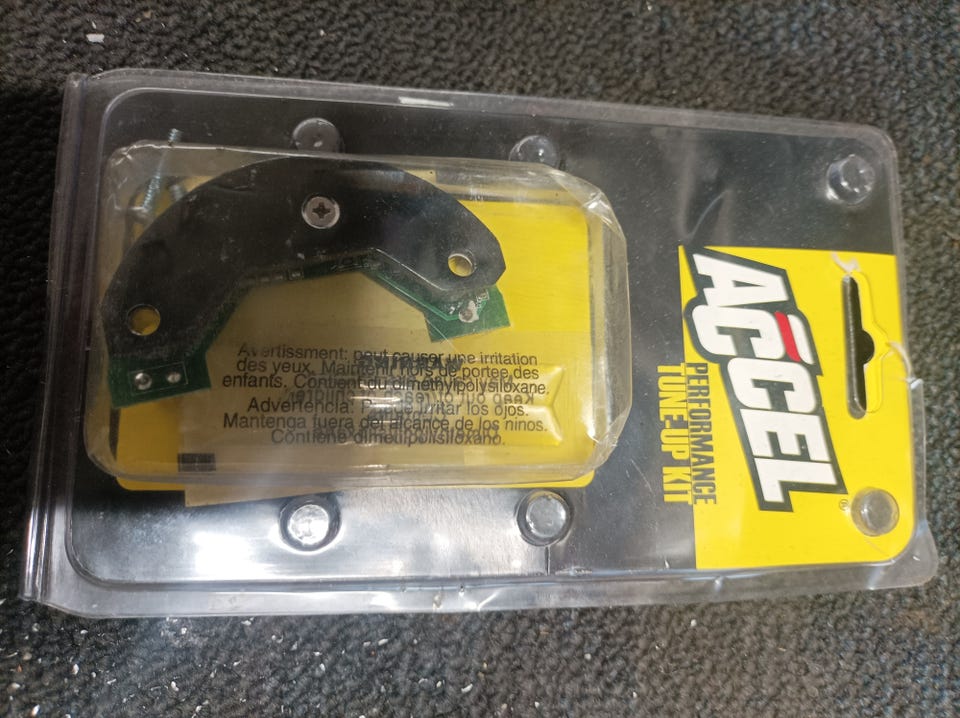 ACCEL
®
PERFORMANCE
TUNE-UP KIT
Avertissment: peut causer une irritation
des yeux. Maintenir hors de portee des
enfants. Contient du dimethylpolysiloxane.
Advertencia: Puede irritar los ojos.
Mantenga fuera del alcance de los ninos.
Contiene dimetilpolisiloxano.